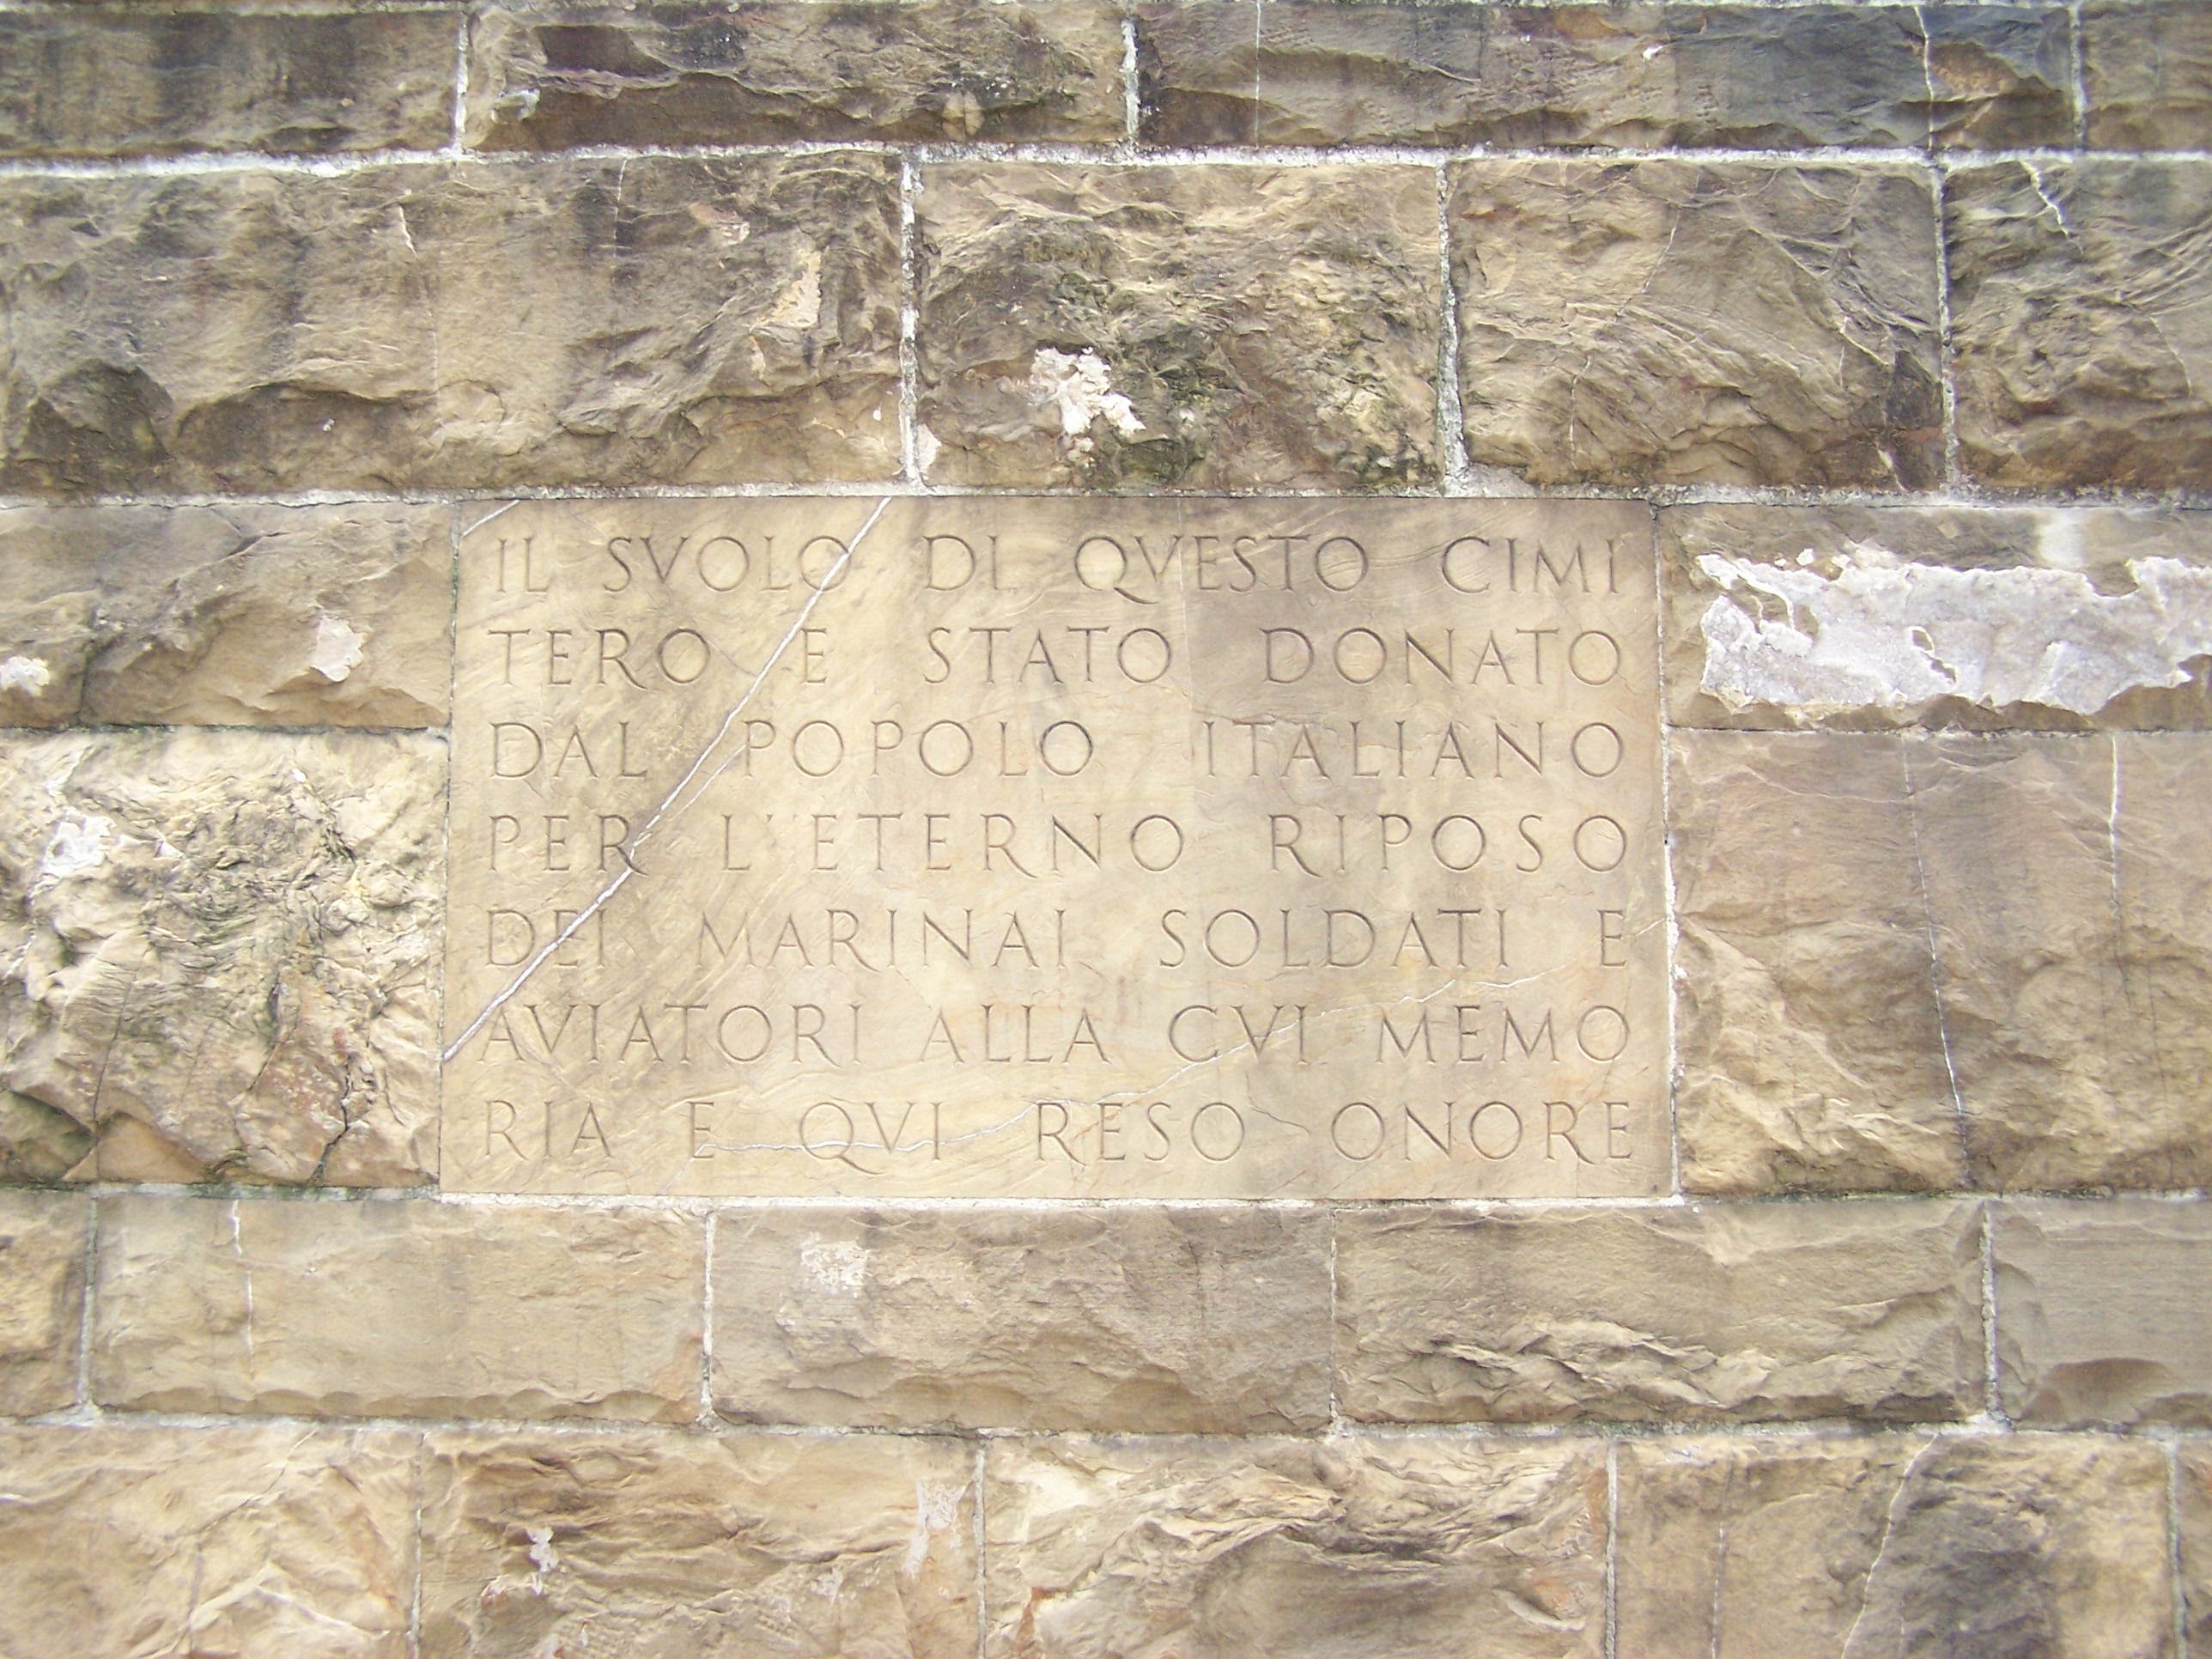 IL SVOLO DI QVESTO CIMI
TERO E STATO DONATO
DAL POPOLO ITALIANO
PER L'ETERNO RIPOSO
DEI MARINAI SOLDATI E
AVIATORI ALLA CVI MEMO
RIA E QVI RESO ONORE